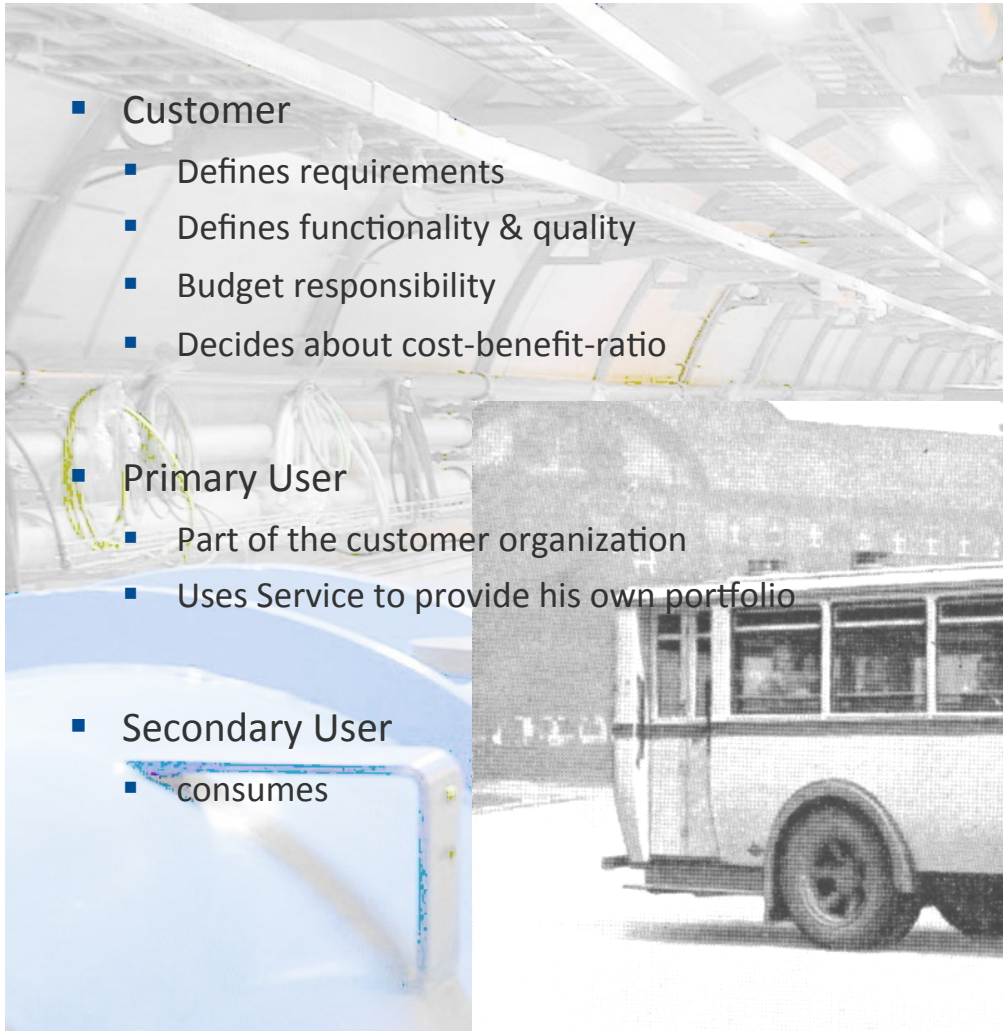 Customer
Defines requirements
Defines functionality & quality
Budget responsibility
Decides about cost-benefit-ratio
Primary User
Part of the customer organization
Uses Service to provide his own portfolio
Secondary User
consumes